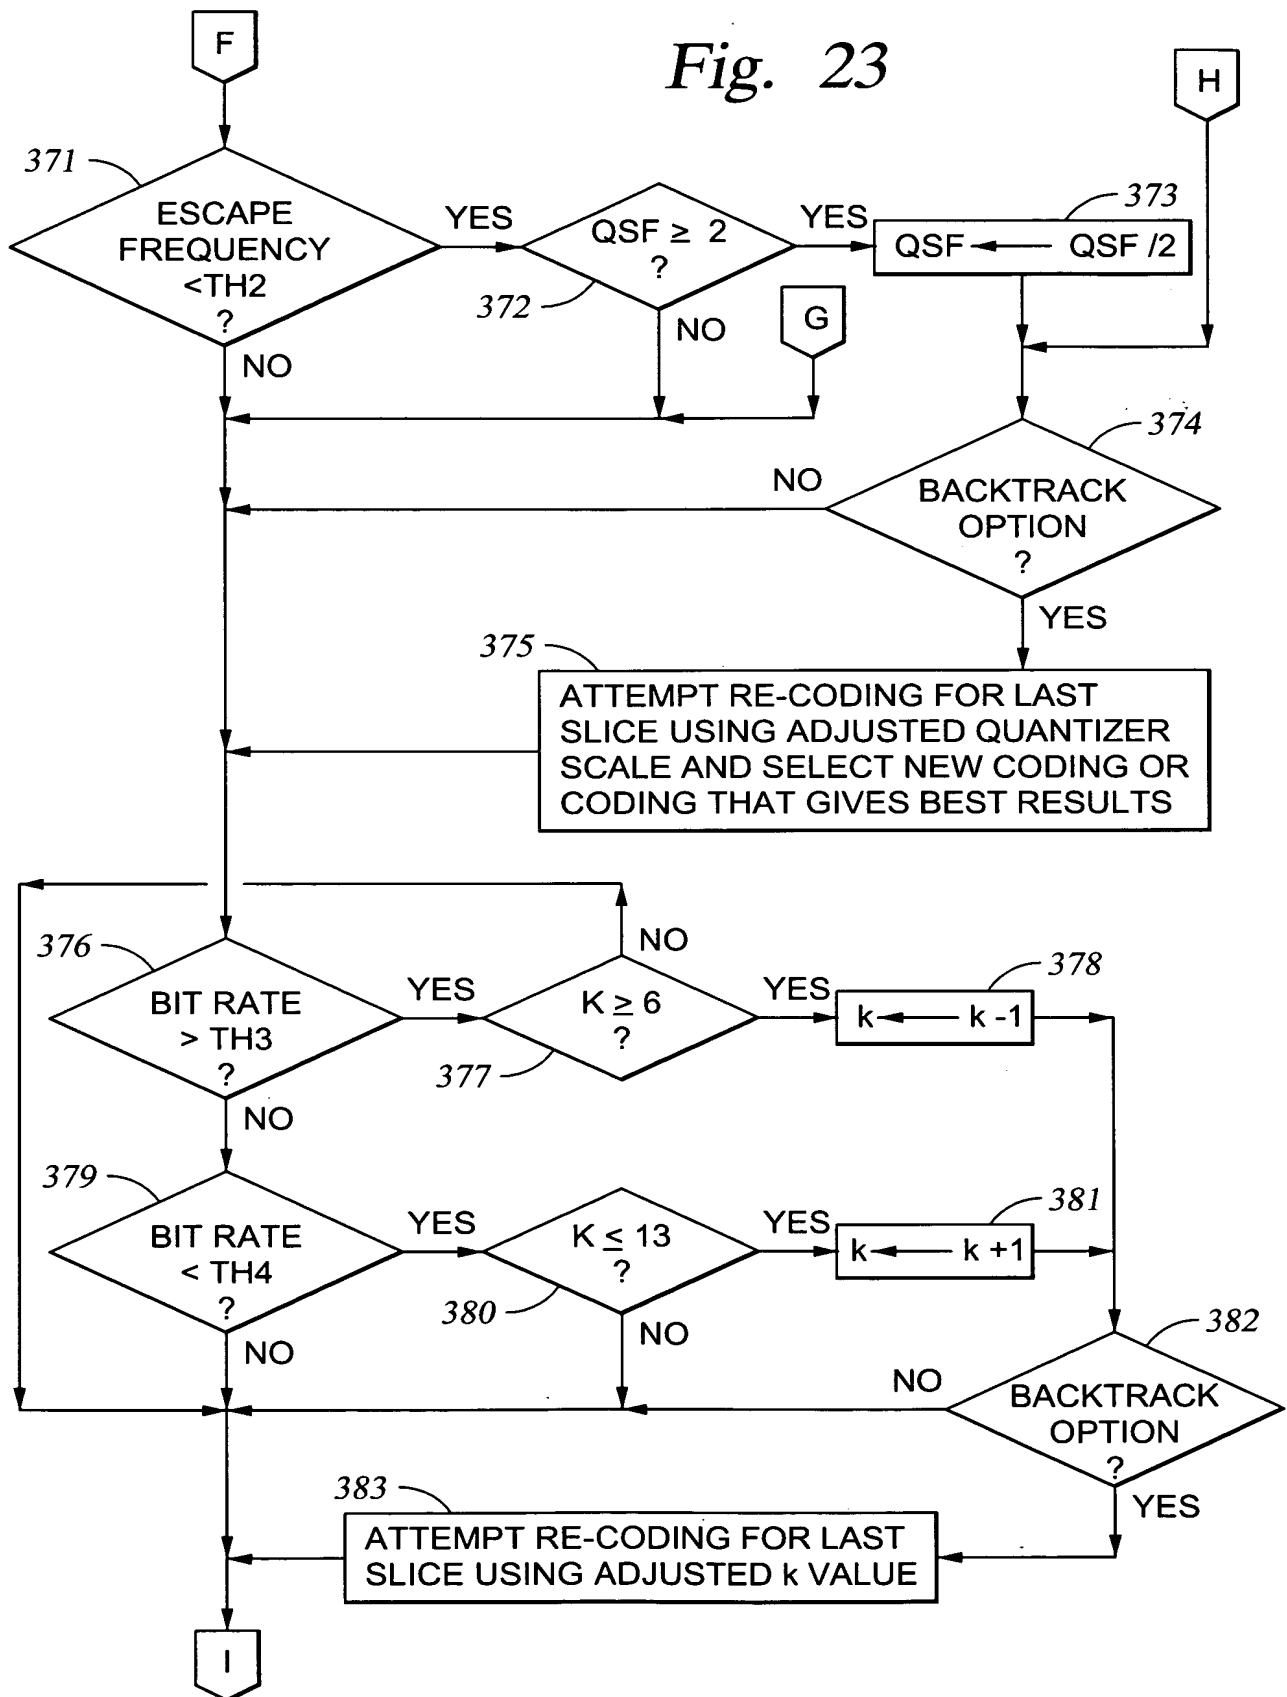 F
Fig. 23
H
371
ESCAPE
FREQUENCY
<TH2
?
YES
NO
QSF ≥ 2
?
372
YES
NO
373
QSF QSF /2
G
374
BACKTRACK
OPTION
?
NO
YES
375
ATTEMPT RE-CODING FOR LAST
SLICE USING ADJUSTED QUANTIZER
SCALE AND SELECT NEW CODING OR
CODING THAT GIVES BEST RESULTS
376
BIT RATE
> TH3
?
YES
NO
K ≥ 6
?
377
NO
YES
378
k k -1
379
BIT RATE
< TH4
?
YES
NO
K ≤ 13
?
380
YES
NO
381
k k +1
382
BACKTRACK
OPTION
?
NO
YES
383
ATTEMPT RE-CODING FOR LAST
SLICE USING ADJUSTED k VALUE
I